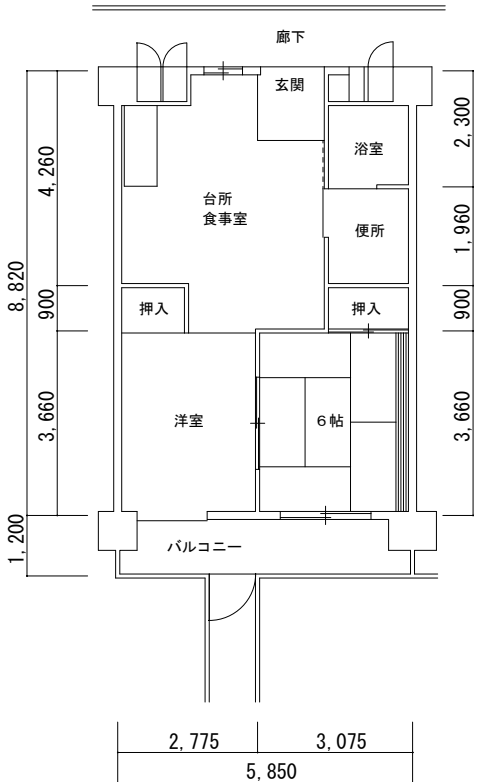 廊下
玄関
浴室
台所
食事室
便所
押入
押入
洋室
６帖
バルコニー
8,820
4,260
900
3,660
1,200
2,300
1,960
900
3,660
2,775
3,075
5,850